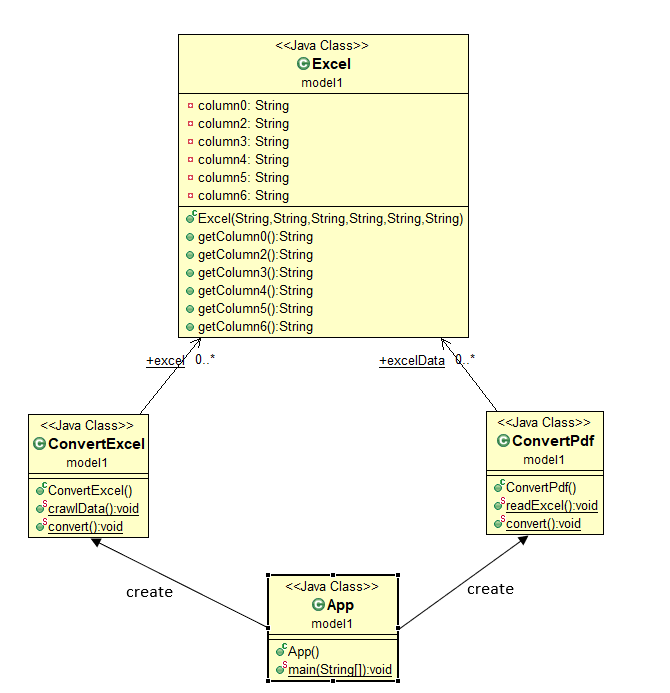 <<Java Class>>
Excel
model1
column0: String
column2: String
column3: String
column4: String
column5: String
column6: String
Excel(String,String,String,String,String,String)
getColumn0():String
getColumn2():String
getColumn3():String
getColumn4():String
getColumn5():String
getColumn6():String
+excel 0..*
+excelData 0..*
<<Java Class>>
ConvertExcel
model1
ConvertExcel()
crawlData():void
convert():void
<<Java Class>>
ConvertPdf
model1
ConvertPdf()
readExcel():void
convert():void
create
create
<<Java Class>>
App
model1
App()
main(String[]):void